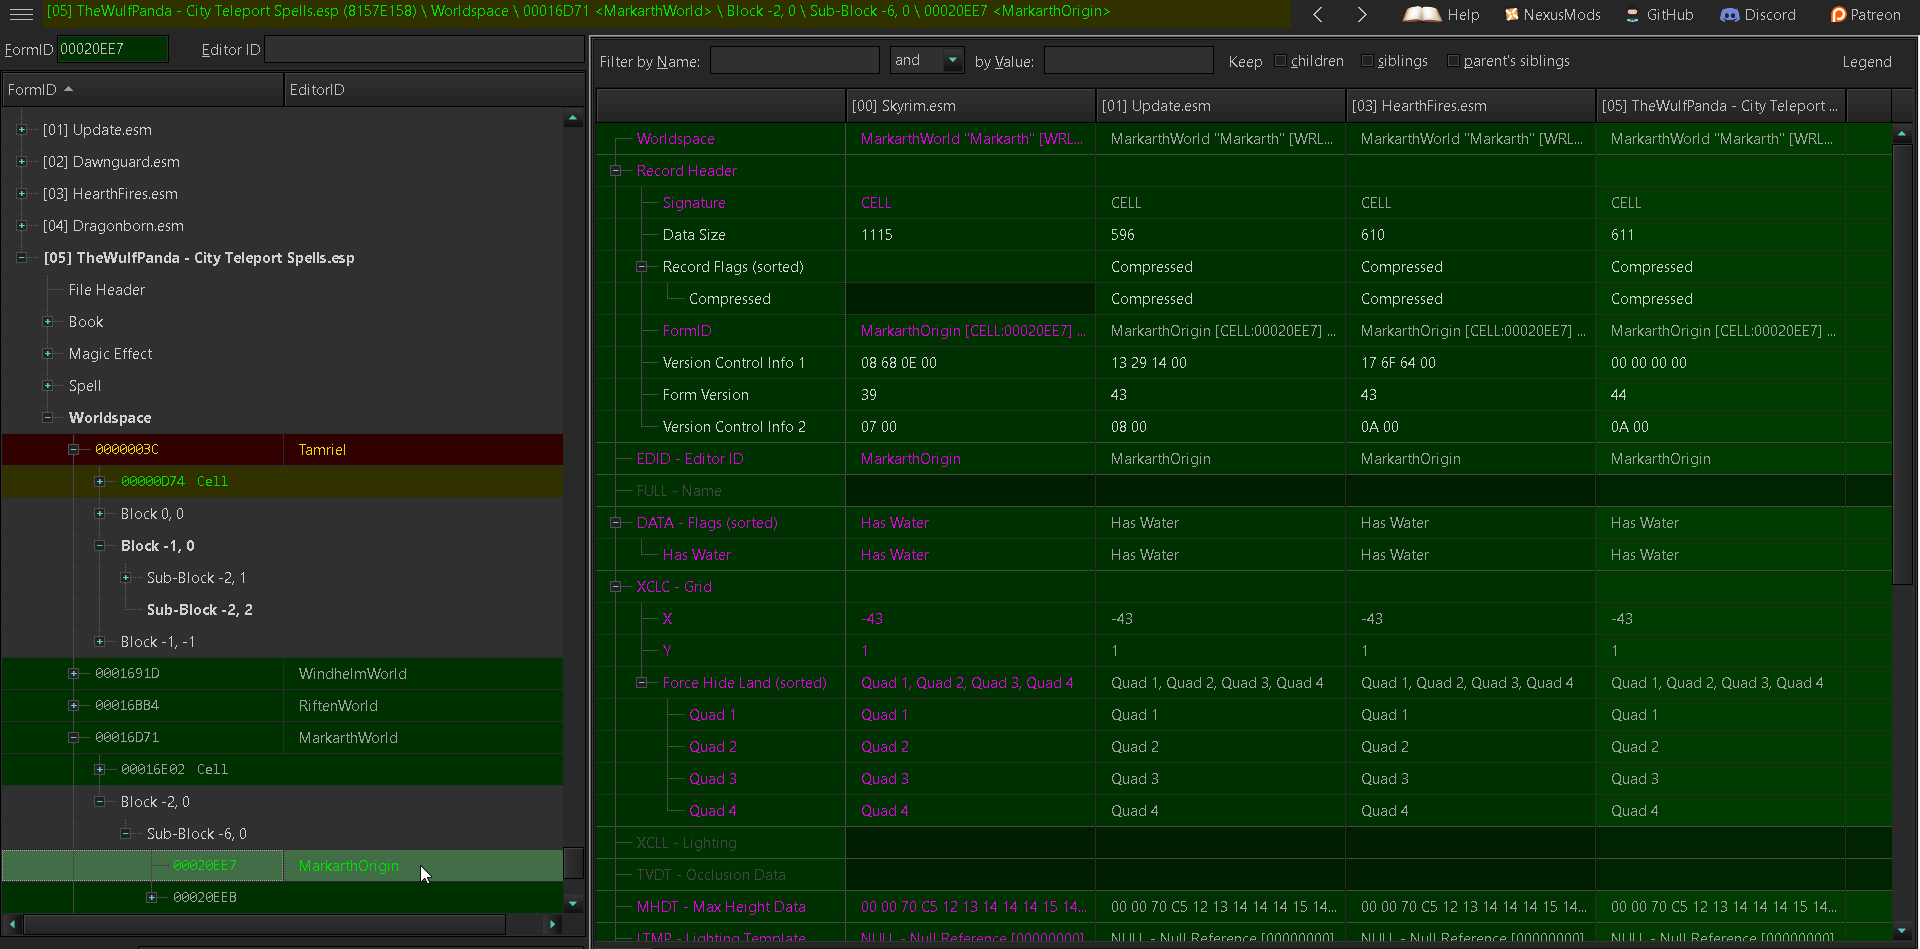 [05] TheWulfPanda - City Teleport Spells.esp (8157E158) \ Worldspace \ 00016D71 <MarkarthWorld> \ Block -2, 0 \ Sub-Block -6, 0 \ 00020EE7 <MarkarthOrigin>
Help NexusMods GitHub Discord Patreon
FormID 00020EE7 Editor ID
Filter by Name: and by Value: Keep children siblings parent's siblings Legend
FormID EditorID
[01] Update.esm
[02] Dawnguard.esm
[03] HearthFires.esm
[04] Dragonborn.esm
[05] TheWulfPanda - City Teleport Spells.esp
File Header
Book
Magic Effect
Spell
Worldspace
0000003C Tamriel
00000D74 Cell
Block 0, 0
Block -1, 0
Sub-Block -2, 1
Sub-Block -2, 2
Block -1, -1
0001691D WindhelmWorld
00016BB4 RiftenWorld
00016D71 MarkarthWorld
00016E02 Cell
Block -2, 0
Sub-Block -6, 0
00020EE7 MarkarthOrigin
00020EEB
[00] Skyrim.esm [01] Update.esm [03] HearthFires.esm [05] TheWulfPanda - City Teleport ...
Worldspace MarkarthWorld "Markarth" [WRL... MarkarthWorld "Markarth" [WRL... MarkarthWorld "Markarth" [WRL... MarkarthWorld "Markarth" [WRL...
Record Header
Signature CELL CELL CELL CELL
Data Size 1115 596 610 611
Record Flags (sorted) Compressed Compressed Compressed
Compressed Compressed Compressed Compressed
FormID MarkarthOrigin [CELL:00020EE7] ... MarkarthOrigin [CELL:00020EE7] ... MarkarthOrigin [CELL:00020EE7] ... MarkarthOrigin [CELL:00020EE7] ...
Version Control Info 1 08 68 0E 00 13 29 14 00 17 6F 64 00 00 00 00 00
Form Version 39 43 43 44
Version Control Info 2 07 00 08 00 0A 00 0A 00
EDID - Editor ID MarkarthOrigin MarkarthOrigin MarkarthOrigin MarkarthOrigin
FULL - Name
DATA - Flags (sorted) Has Water Has Water Has Water Has Water
Has Water Has Water Has Water Has Water Has Water
XCLC - Grid
X -43 -43 -43 -43
Y 1 1 1 1
Force Hide Land (sorted) Quad 1, Quad 2, Quad 3, Quad 4 Quad 1, Quad 2, Quad 3, Quad 4 Quad 1, Quad 2, Quad 3, Quad 4 Quad 1, Quad 2, Quad 3, Quad 4
Quad 1 Quad 1 Quad 1 Quad 1 Quad 1
Quad 2 Quad 2 Quad 2 Quad 2 Quad 2
Quad 3 Quad 3 Quad 3 Quad 3 Quad 3
Quad 4 Quad 4 Quad 4 Quad 4 Quad 4
XCLL - Lighting
TVDT - Occlusion Data
MHDT - Max Height Data 00 00 70 C5 12 13 14 14 14 15 14... 00 00 70 C5 12 13 14 14 14 15 14... 00 00 70 C5 12 13 14 14 14 15 14... 00 00 70 C5 12 13 14 14 14 15 14...
LTMP - Lighting Template NULL - Null Reference [00000000] NULL - Null Reference [00000000] NULL - Null Reference [00000000] NULL - Null Reference [00000000]